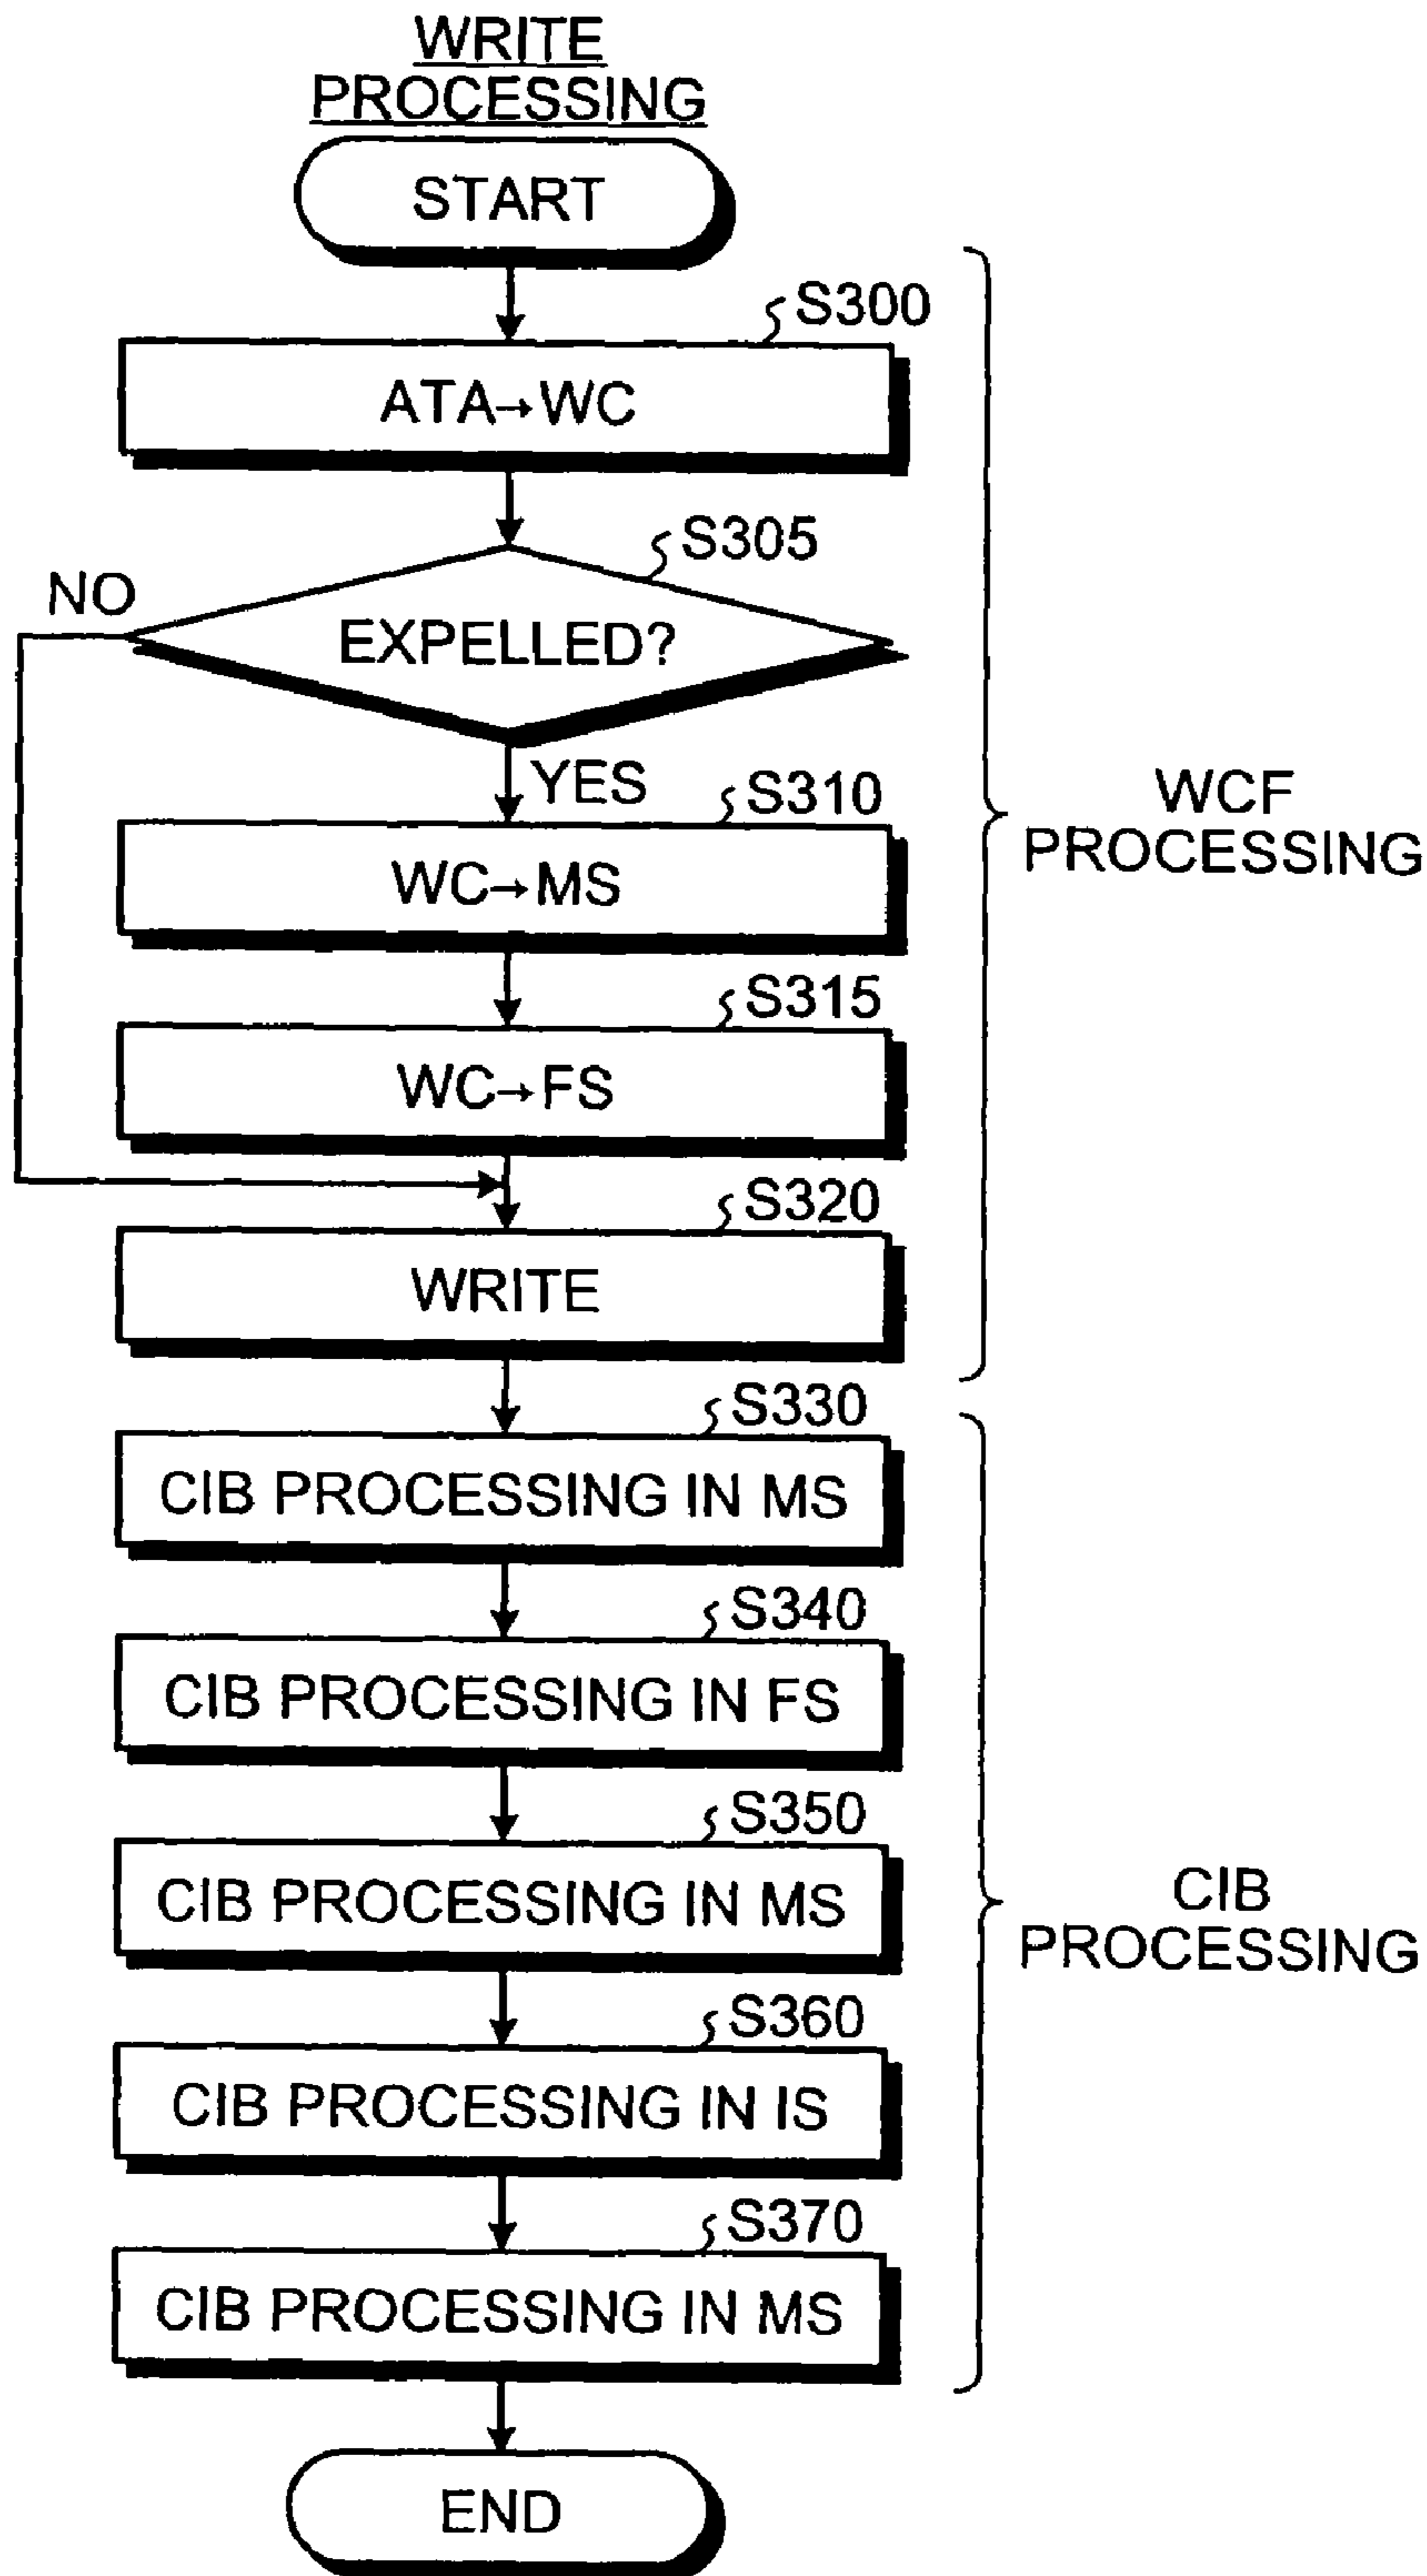 WRITE
PROCESSING
START
S300
ATA→WC
S305
NO
EXPELLED?
YES
S310
WC→MS
S315
WC→FS
S320
WRITE
WCF
PROCESSING
S330
CIB PROCESSING IN MS
S340
CIB PROCESSING IN FS
S350
CIB PROCESSING IN MS
S360
CIB PROCESSING IN IS
S370
CIB PROCESSING IN MS
CIB
PROCESSING
END